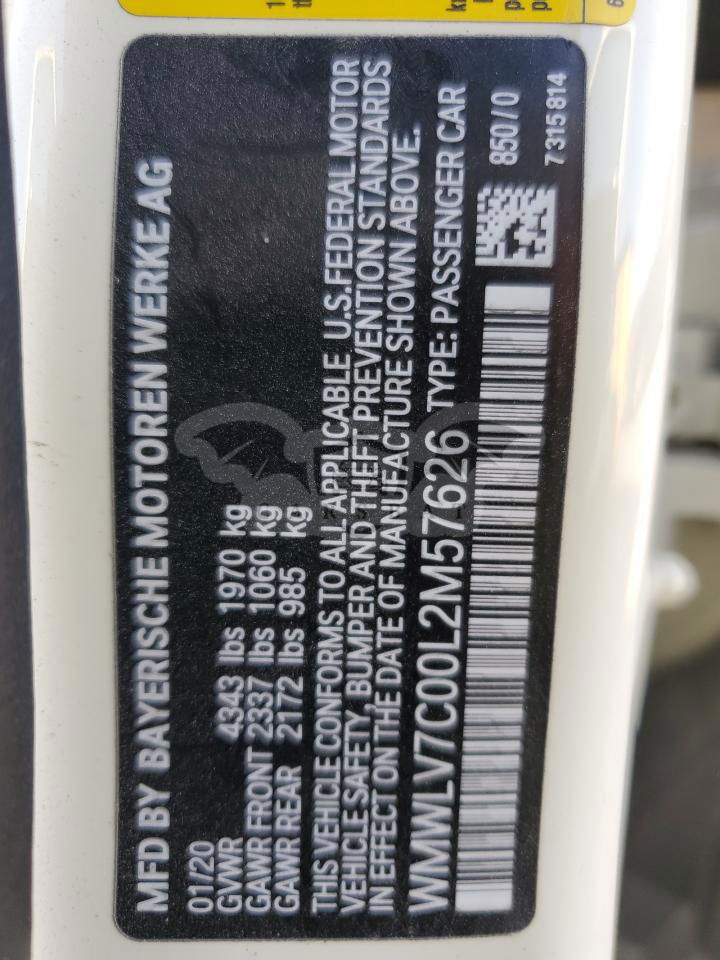 MFD BY BAYERISCHE MOTOREN WERKE AG
01/20
GVWR 4343 lbs 1970 kg
GAWR FRONT 2337 lbs 1060 kg
GAWR REAR 2172 lbs 985 kg
THIS VEHICLE CONFORMS TO ALL APPLICABLE U.S.FEDERAL MOTOR
VEHICLE SAFETY, BUMPER AND THEFT PREVENTION STANDARDS
IN EFFECT ON THE DATE OF MANUFACTURE SHOWN ABOVE.
WMWLV7C00L2M57626 TYPE: PASSENGER CAR
850 / 0
7 315 814